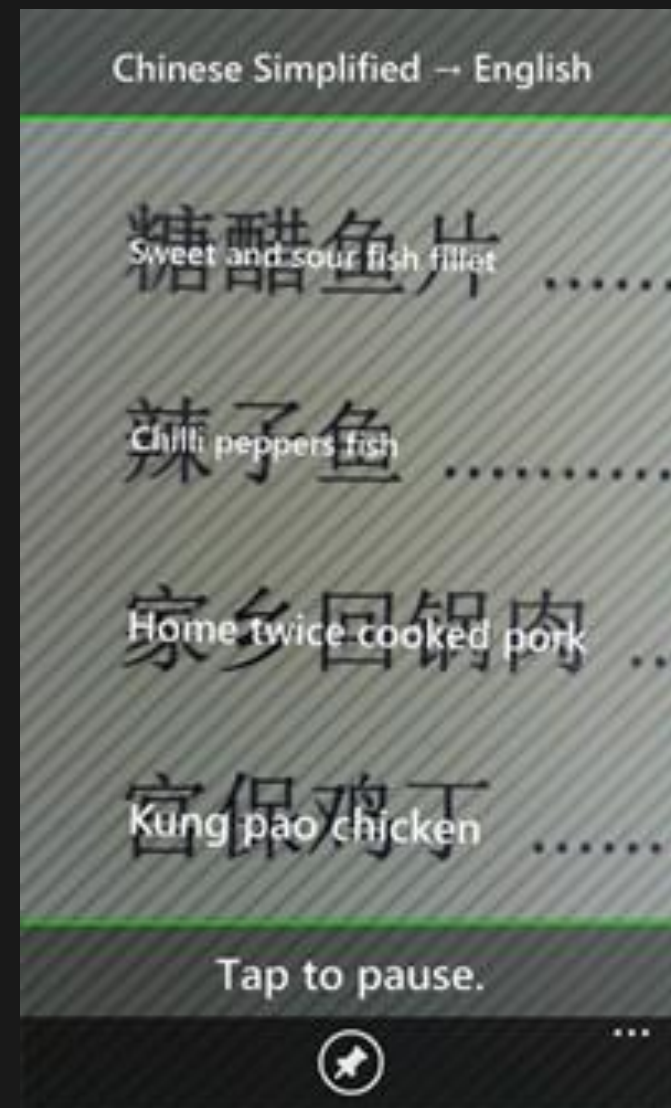 Chinese Simplified → English
糖醋鱼片 ......
Sweet and sour fish fillet
辣子鱼 ..........
Chilli peppers fish
家乡回锅肉 ..
Home twice cooked pork
宫保鸡丁 ......
Kung pao chicken
Tap to pause.
...